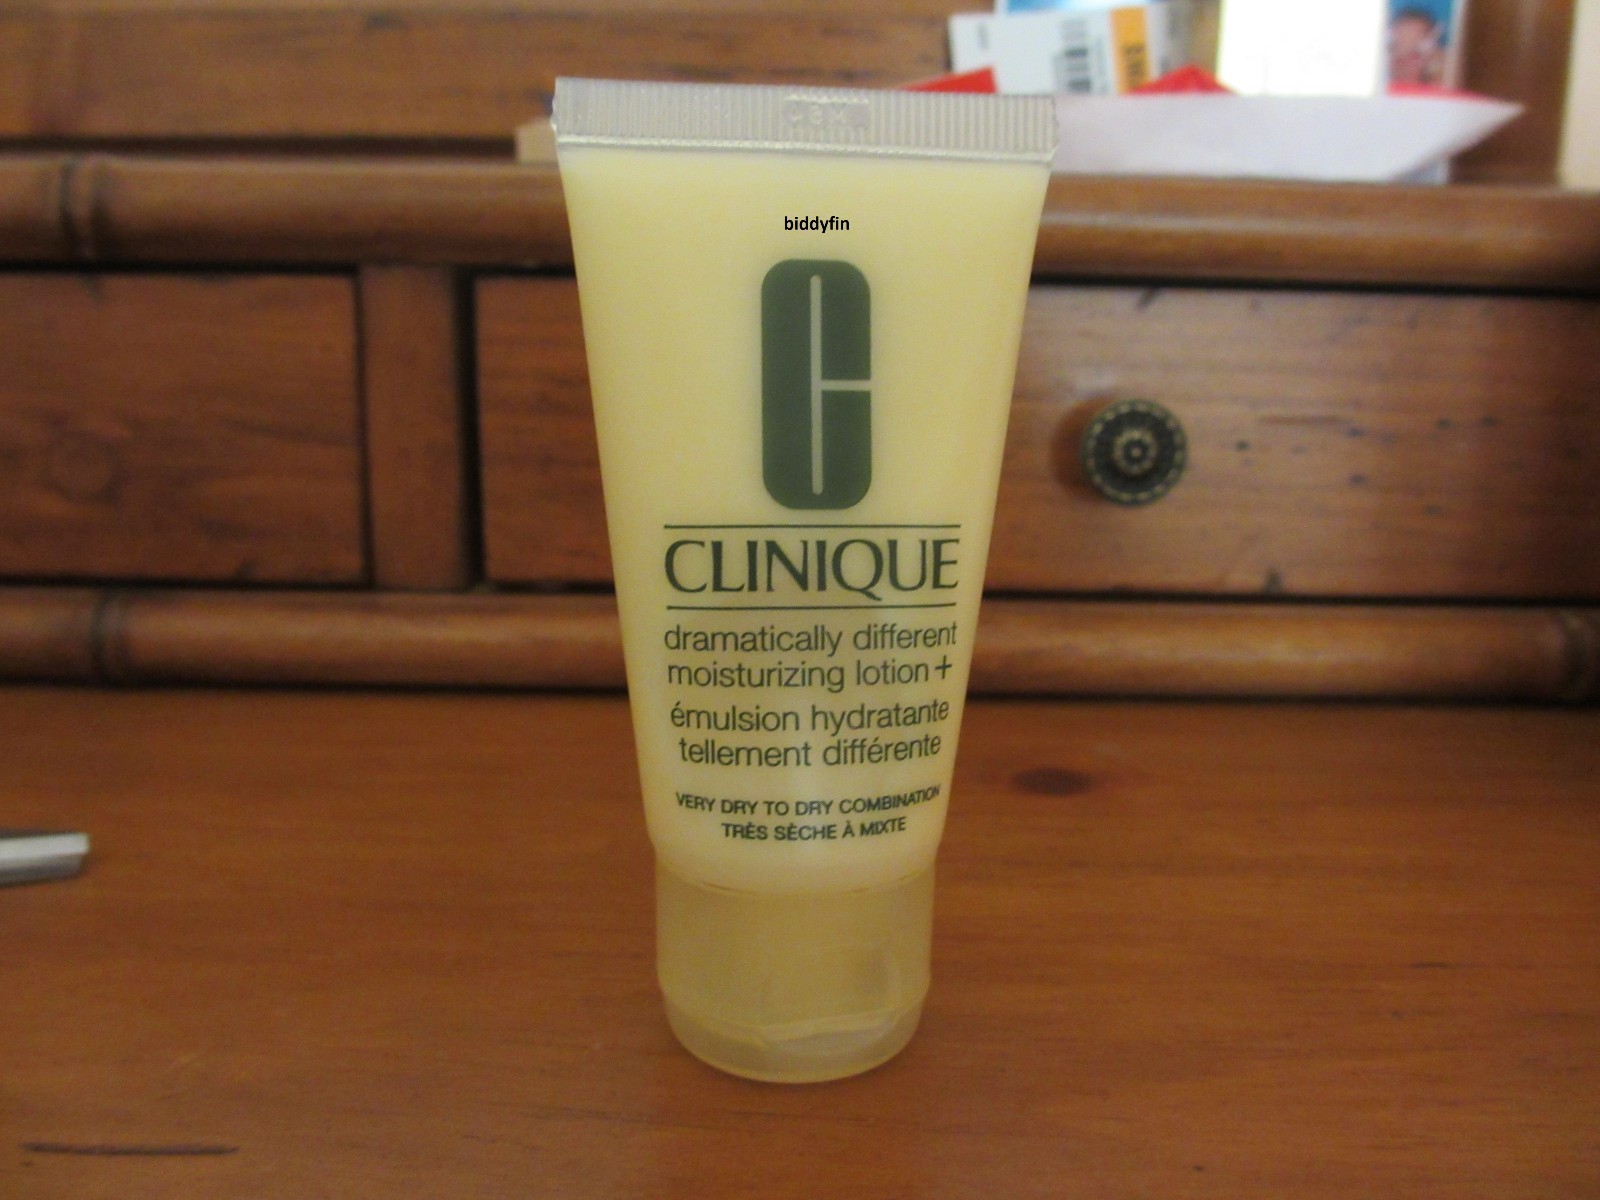 biddyfin
CLINIQUE
dramatically different
moisturizing lotion+
émulsion hydratante
tellement différente
VERY DRY TO DRY COMBINATION
TRÈS SÈCHE À MIXTE